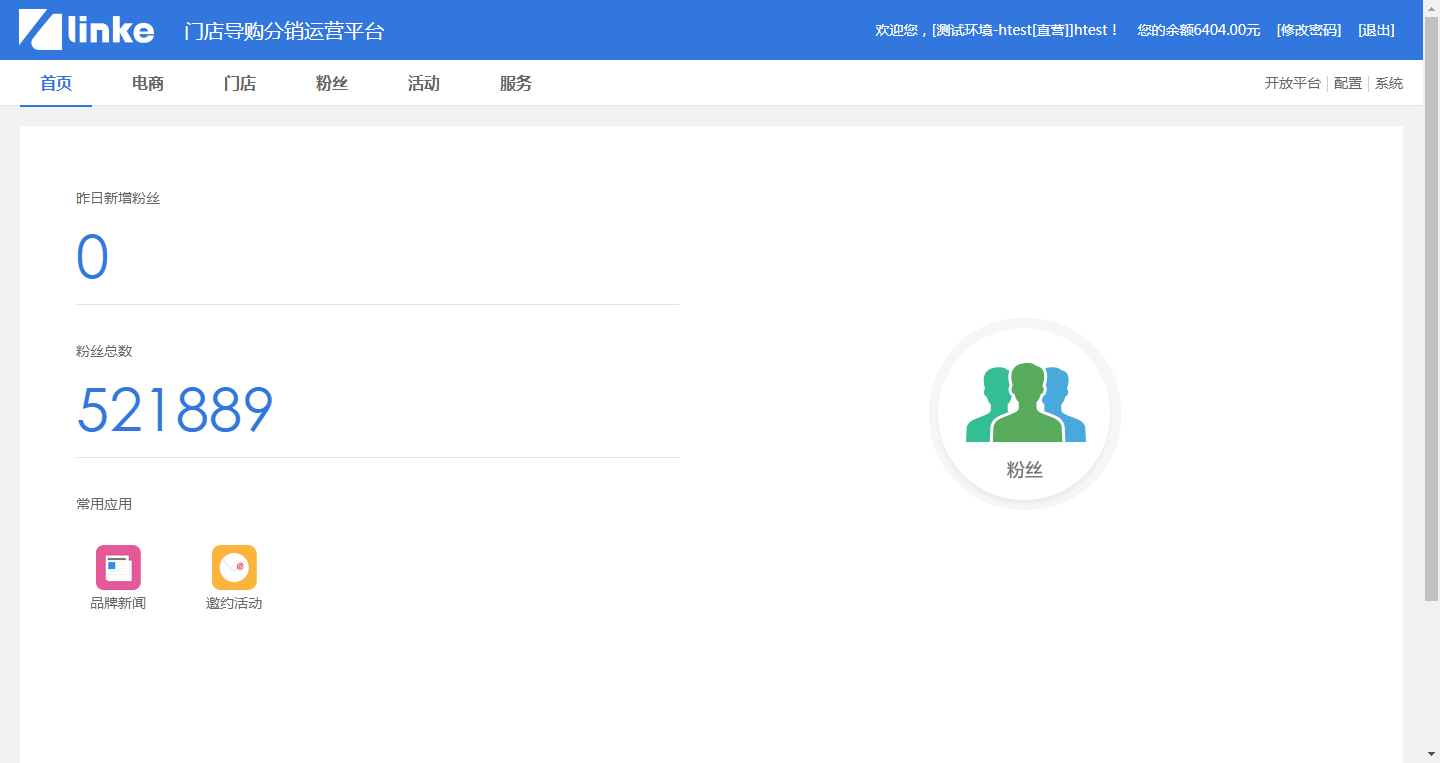 linke 门店导购分销运营平台 欢迎您，[测试环境-htest[直营]]htest！ 您的余额6404.00元 [修改密码] [退出]
首页 电商 门店 粉丝 活动 服务 开放平台 配置 系统
昨日新增粉丝
0
粉丝总数
521889
粉丝
常用应用
品牌新闻 邀约活动